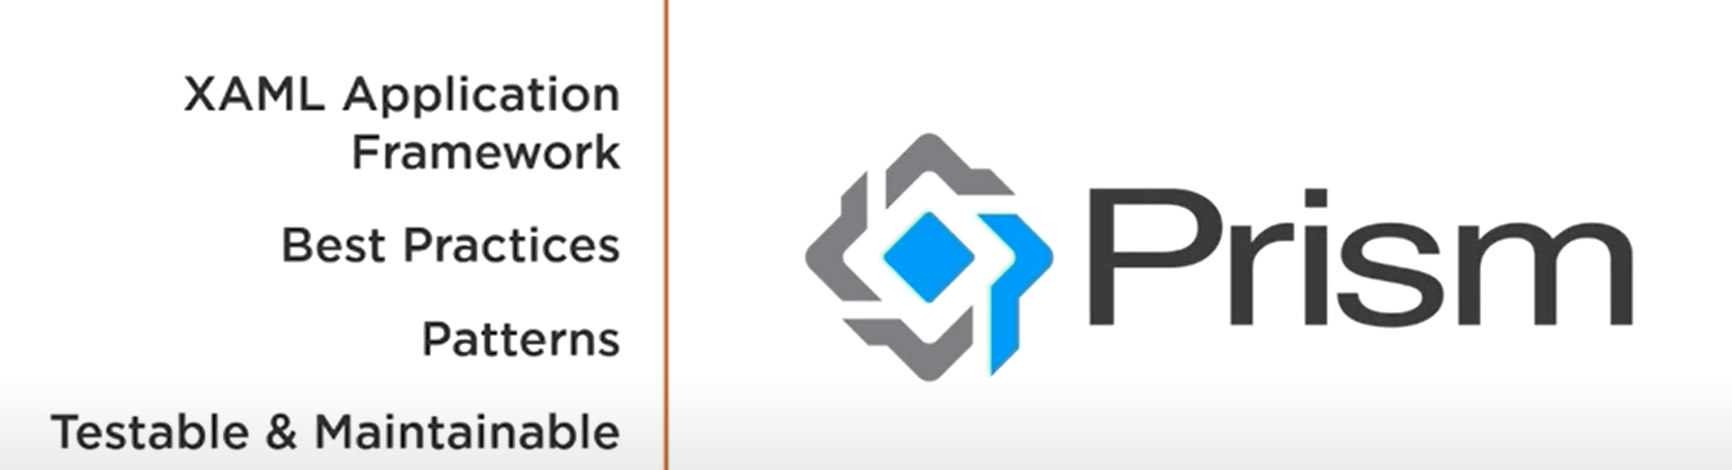 XAML Application
Framework
Best Practices
Patterns
Testable & Maintainable
Prism